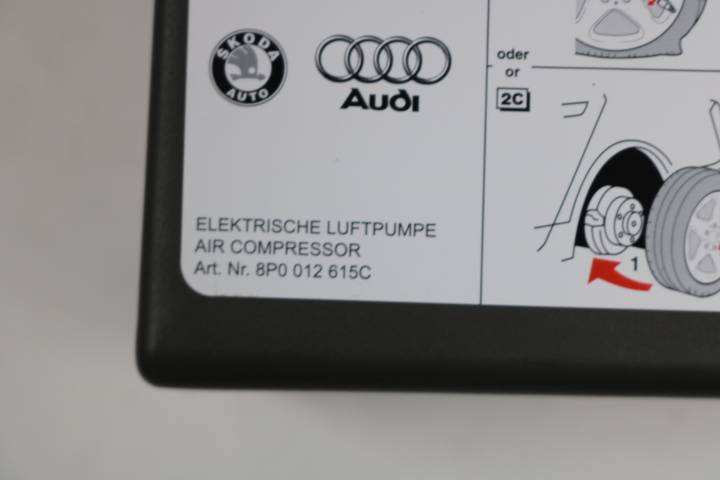 ŠKODA
AUTO
Audi
ELEKTRISCHE LUFTPUMPE
AIR COMPRESSOR
Art. Nr. 8P0 012 615C
oder
or
2C
1